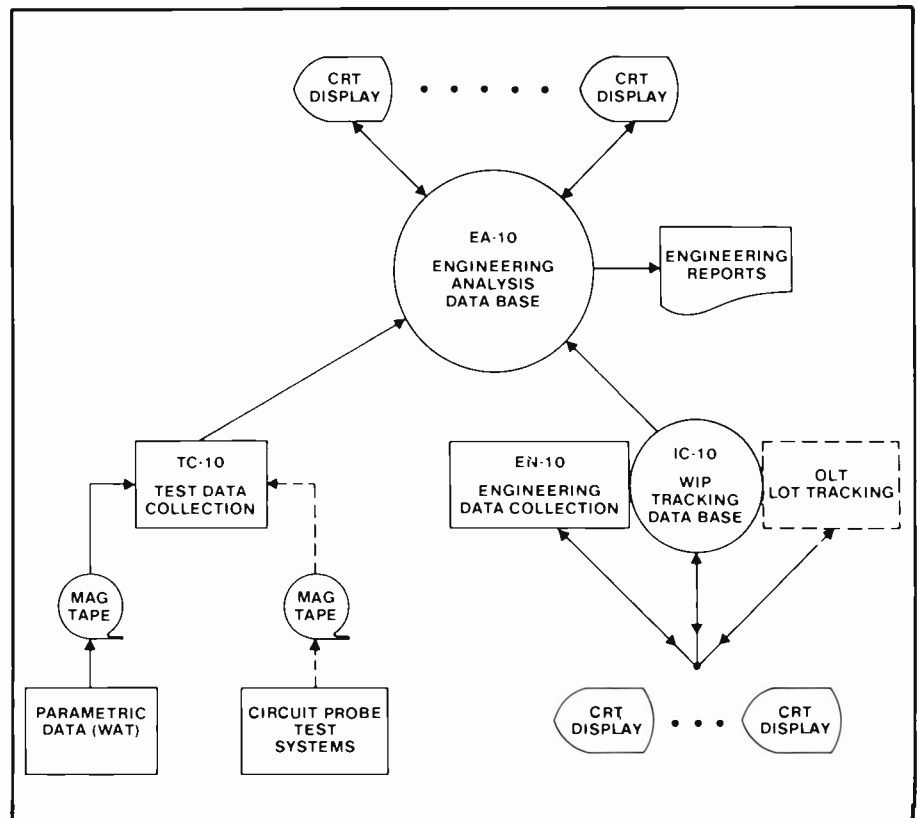 CRT
DISPLAY
CRT
DISPLAY
EA-10
ENGINEERING
ANALYSIS
DATA BASE
ENGINEERING
REPORTS
TC-10
TEST DATA
COLLECTION
EN-10
ENGINEERING
DATA COLLECTION
IC-10
WIP
TRACKING
DATA BASE
OLT
LOT TRACKING
MAG
TAPE
MAG
TAPE
PARAMETRIC
DATA (WAT)
CIRCUIT PROBE
TEST
SYSTEMS
CRT
DISPLAY
CRT
DISPLAY